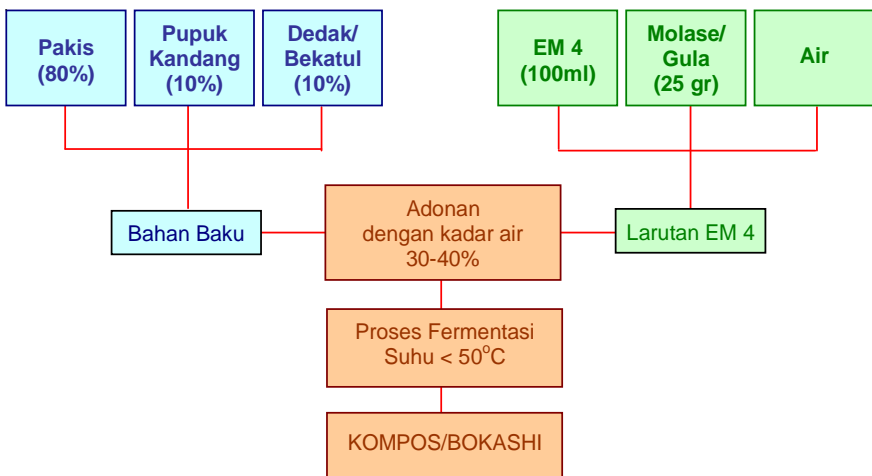 Pakis
(80%)
Pupuk
Kandang
(10%)
Dedak/
Bekatul
(10%)
EM 4
(100ml)
Molase/
Gula
(25 gr)
Air
Bahan Baku
Adonan
dengan kadar air
30-40%
Larutan EM 4
Proses Fermentasi
Suhu < 50°C
KOMPOS/BOKASHI